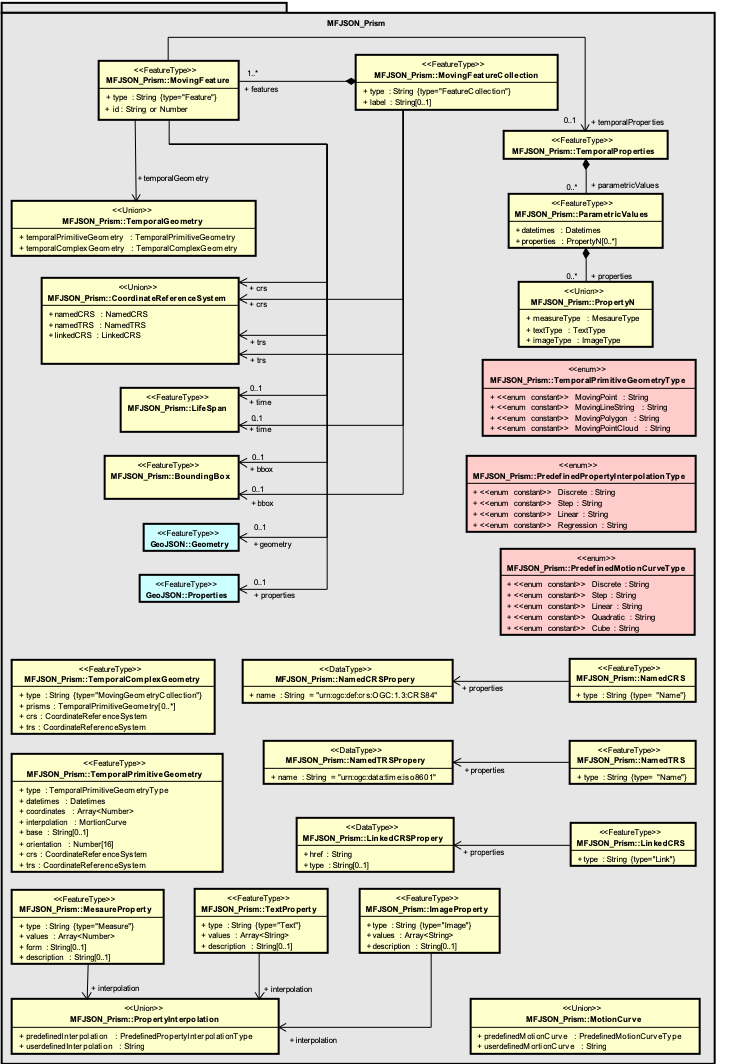 MFJSON_Prism
<<FeatureType>>
MFJSON_Prism::MovingFeature
+ type : String {type="Feature"}
+ id : String or Number
1..*
+ features
<<FeatureType>>
MFJSON_Prism::MovingFeatureCollection
+ type : String {type="FeatureCollection"}
+ label : String[0..1]
0..1
+ temporalProperties
<<FeatureType>>
MFJSON_Prism::TemporalProperties
+ temporalGeometry
0..*
+ parametricValues
<<Union>>
MFJSON_Prism::TemporalGeometry
+ temporalPrimitiveGeometry : TemporalPrimitiveGeometry
+ temporalComplexGeometry : TemporalComplexGeometry
<<FeatureType>>
MFJSON_Prism::ParametricValues
+ datetimes : Datetimes
+ properties : PropertyN[0..*]
0..*
+ properties
<<Union>>
MFJSON_Prism::CoordinateReferenceSystem
+ namedCRS : NamedCRS
+ namedTRS : NamedTRS
+ linkedCRS : LinkedCRS
+ crs
+ crs
+ trs
+ trs
<<Union>>
MFJSON_Prism::PropertyN
+ measureType : MesaureType
+ textType : TextType
+ imageType : ImageType
<<enum>>
MFJSON_Prism::TemporalPrimitiveGeometryType
+ <<enum constant>> MovingPoint : String
+ <<enum constant>> MovingLineString : String
+ <<enum constant>> MovingPolygon : String
+ <<enum constant>> MovingPointCloud : String
<<FeatureType>>
MFJSON_Prism::LifeSpan
0..1
+ time
0..1
+ time
<<FeatureType>>
MFJSON_Prism::BoundingBox
0..1
+ bbox
0..1
+ bbox
<<enum>>
MFJSON_Prism::PredefinedPropertyInterpolationType
+ <<enum constant>> Discrete : String
+ <<enum constant>> Step : String
+ <<enum constant>> Linear : String
+ <<enum constant>> Regression : String
<<FeatureType>>
GeoJSON::Geometry
0..1
+ geometry
<<FeatureType>>
GeoJSON::Properties
0..1
+ properties
<<enum>>
MFJSON_Prism::PredefinedMotionCurveType
+ <<enum constant>> Discrete : String
+ <<enum constant>> Step : String
+ <<enum constant>> Linear : String
+ <<enum constant>> Quadratic : String
+ <<enum constant>> Cube : String
<<FeatureType>>
MFJSON_Prism::TemporalComplexGeometry
+ type : String {type="MovingGeometryCollection"}
+ prisms : TemporalPrimitiveGeometry[0..*]
+ crs : CoordinateReferenceSystem
+ trs : CoordinateReferenceSystem
<<DataType>>
MFJSON_Prism::NamedCRSPropery
+ name : String = "urn:ogc:def:crs:OGC:1.3:CRS84"
+ properties
<<FeatureType>>
MFJSON_Prism::NamedCRS
+ type : String {type= "Name"}
<<FeatureType>>
MFJSON_Prism::TemporalPrimitiveGeometry
+ type : TemporalPrimitiveGeometryType
+ datetimes : Datetimes
+ coordinates : Array<Number>
+ interpolation : MortionCurve
+ base : String[0..1]
+ orientation : Number[16]
+ crs : CoordinateReferenceSystem
+ trs : CoordinateReferenceSystem
<<DataType>>
MFJSON_Prism::NamedTRSPropery
+ name : String = "urn:ogc:data:time:iso8601"
+ properties
<<FeatureType>>
MFJSON_Prism::NamedTRS
+ type : String {type= "Name"}
<<DataType>>
MFJSON_Prism::LinkedCRSPropery
+ href : String
+ type : String[0..1]
+ properties
<<FeatureType>>
MFJSON_Prism::LinkedCRS
+ type : String {type="Link"}
<<FeatureType>>
MFJSON_Prism::MesaureProperty
+ type : String {type="Measure"}
+ values : Array<Number>
+ form : String[0..1]
+ description : String[0..1]
<<FeatureType>>
MFJSON_Prism::TextProperty
+ type : String {type="Text"}
+ values : Array<String>
+ description : String[0..1]
<<FeatureType>>
MFJSON_Prism::ImageProperty
+ type : String {type="Image"}
+ values : Array<String>
+ description : String[0..1]
+ interpolation
+ interpolation
+ interpolation
<<Union>>
MFJSON_Prism::PropertyInterpolation
+ predefinedInterpolation : PredefinedPropertyInterpolationType
+ userdefinedInterpolation : String
<<Union>>
MFJSON_Prism::MotionCurve
+ predefinedMotionCurve : PredefinedMotionCurveType
+ userdefinedMortionCurve : String